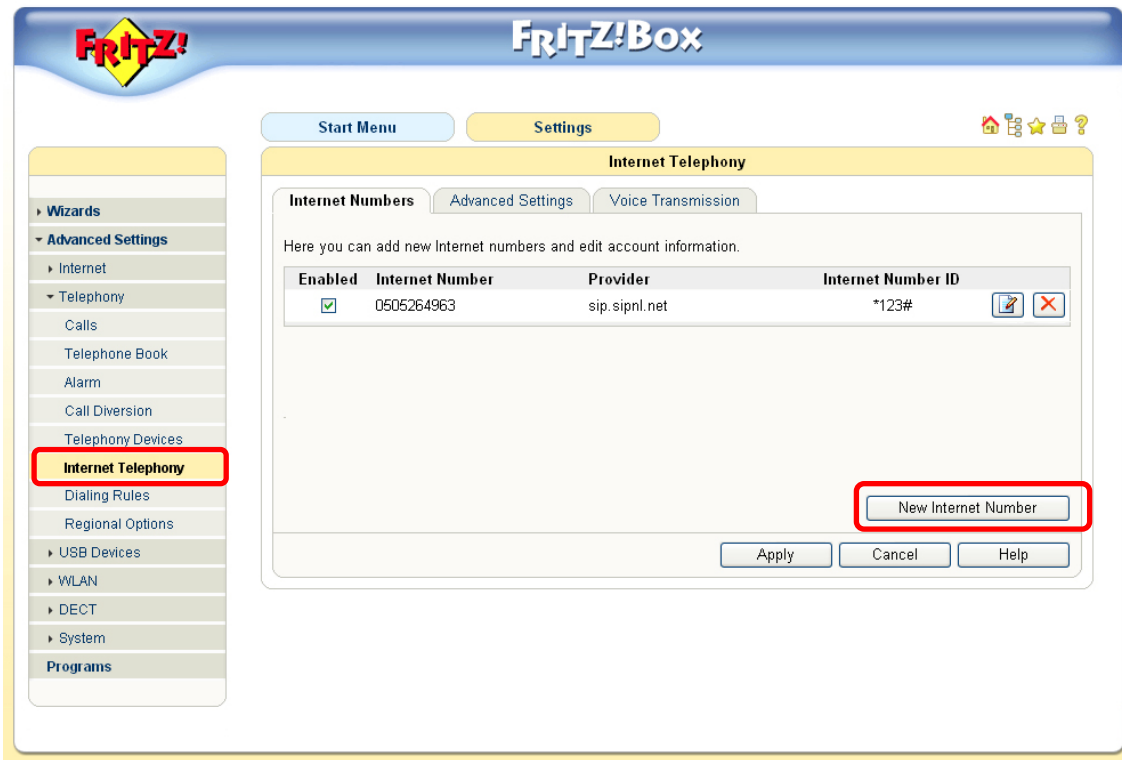 FRITZ!
FRITZ!BOX
Start Menu Settings
Internet Telephony
Internet Numbers Advanced Settings Voice Transmission
Wizards
Advanced Settings
Internet
Telephony
Calls
Telephone Book
Alarm
Call Diversion
Telephony Devices
Internet Telephony
Dialing Rules
Regional Options
USB Devices
WLAN
DECT
System
Programs
Here you can add new Internet numbers and edit account information.
Enabled Internet Number Provider Internet Number ID
0505264963 sip.sipnl.net *123#
New Internet Number
Apply Cancel Help